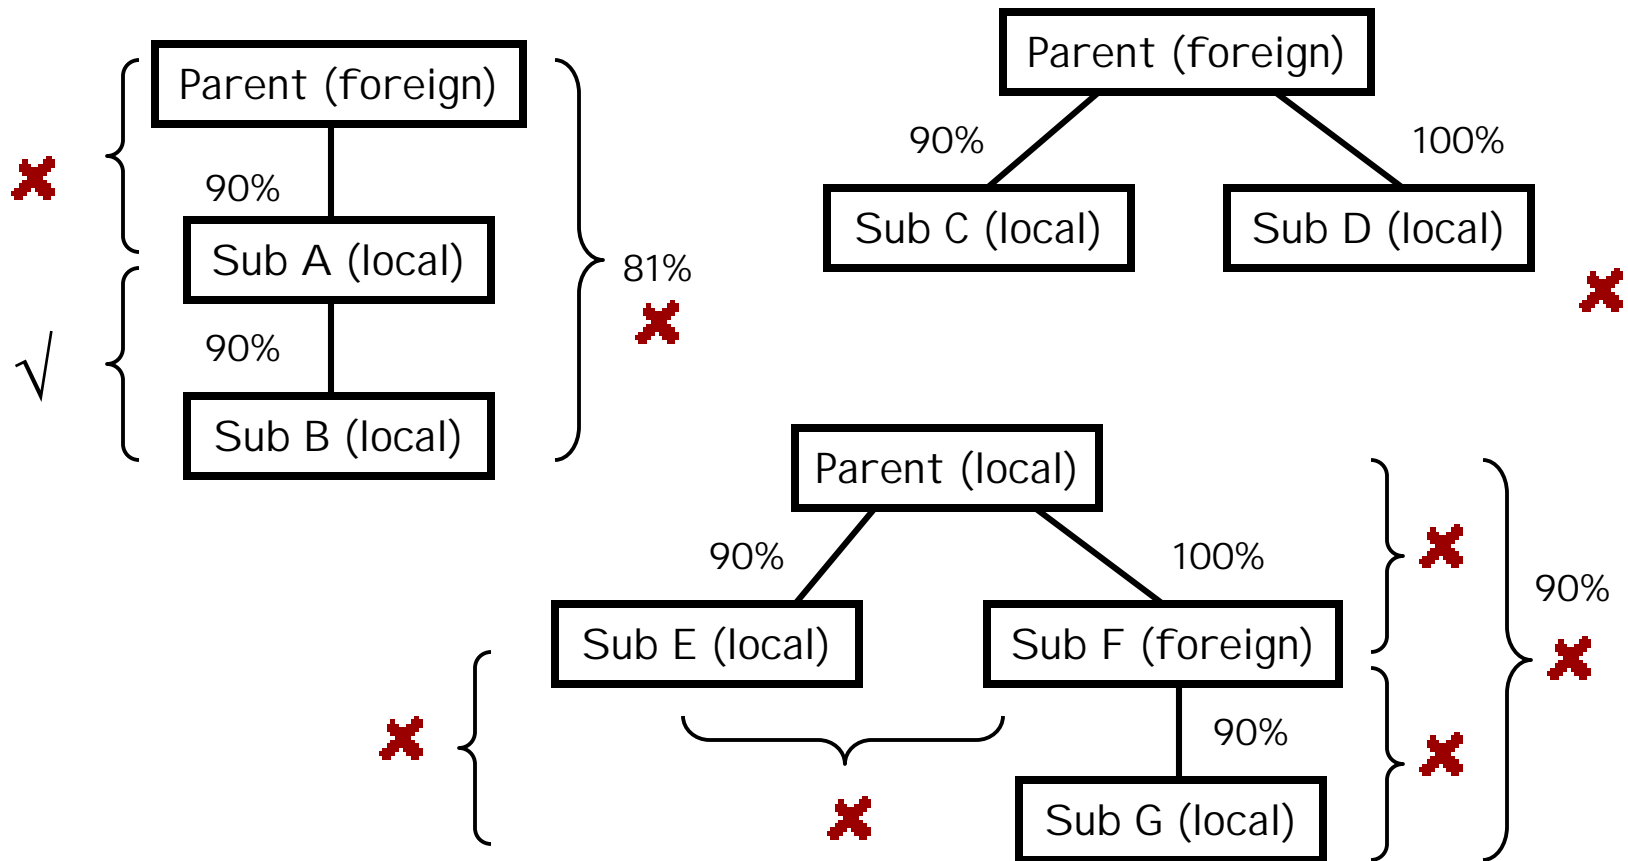 Parent (foreign)
90%
Sub A (local)
90%
Sub B (local)
81%
√
Parent (foreign)
90%
100%
Sub C (local)
Sub D (local)
Parent (local)
90%
100%
Sub E (local)
Sub F (foreign)
90%
Sub G (local)
90%